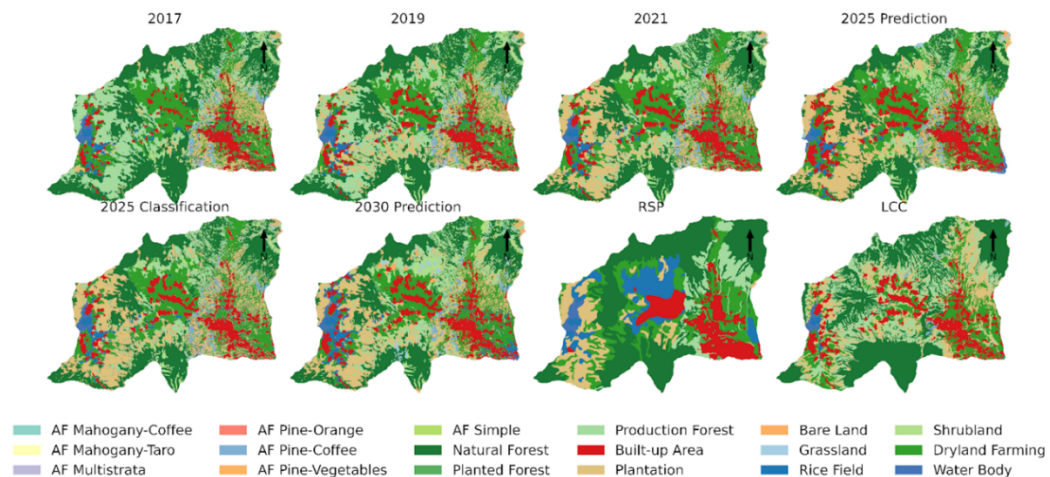 2017 2019 2021 2025 Prediction
N N N N
2025 Classification 2030 Prediction RSP LCC
N N N N
AF Mahogany-Coffee AF Pine-Orange AF Simple Production Forest Bare Land Shrubland
AF Mahogany-Taro AF Pine-Coffee Natural Forest Built-up Area Grassland Dryland Farming
AF Multistrata AF Pine-Vegetables Planted Forest Plantation Rice Field Water Body